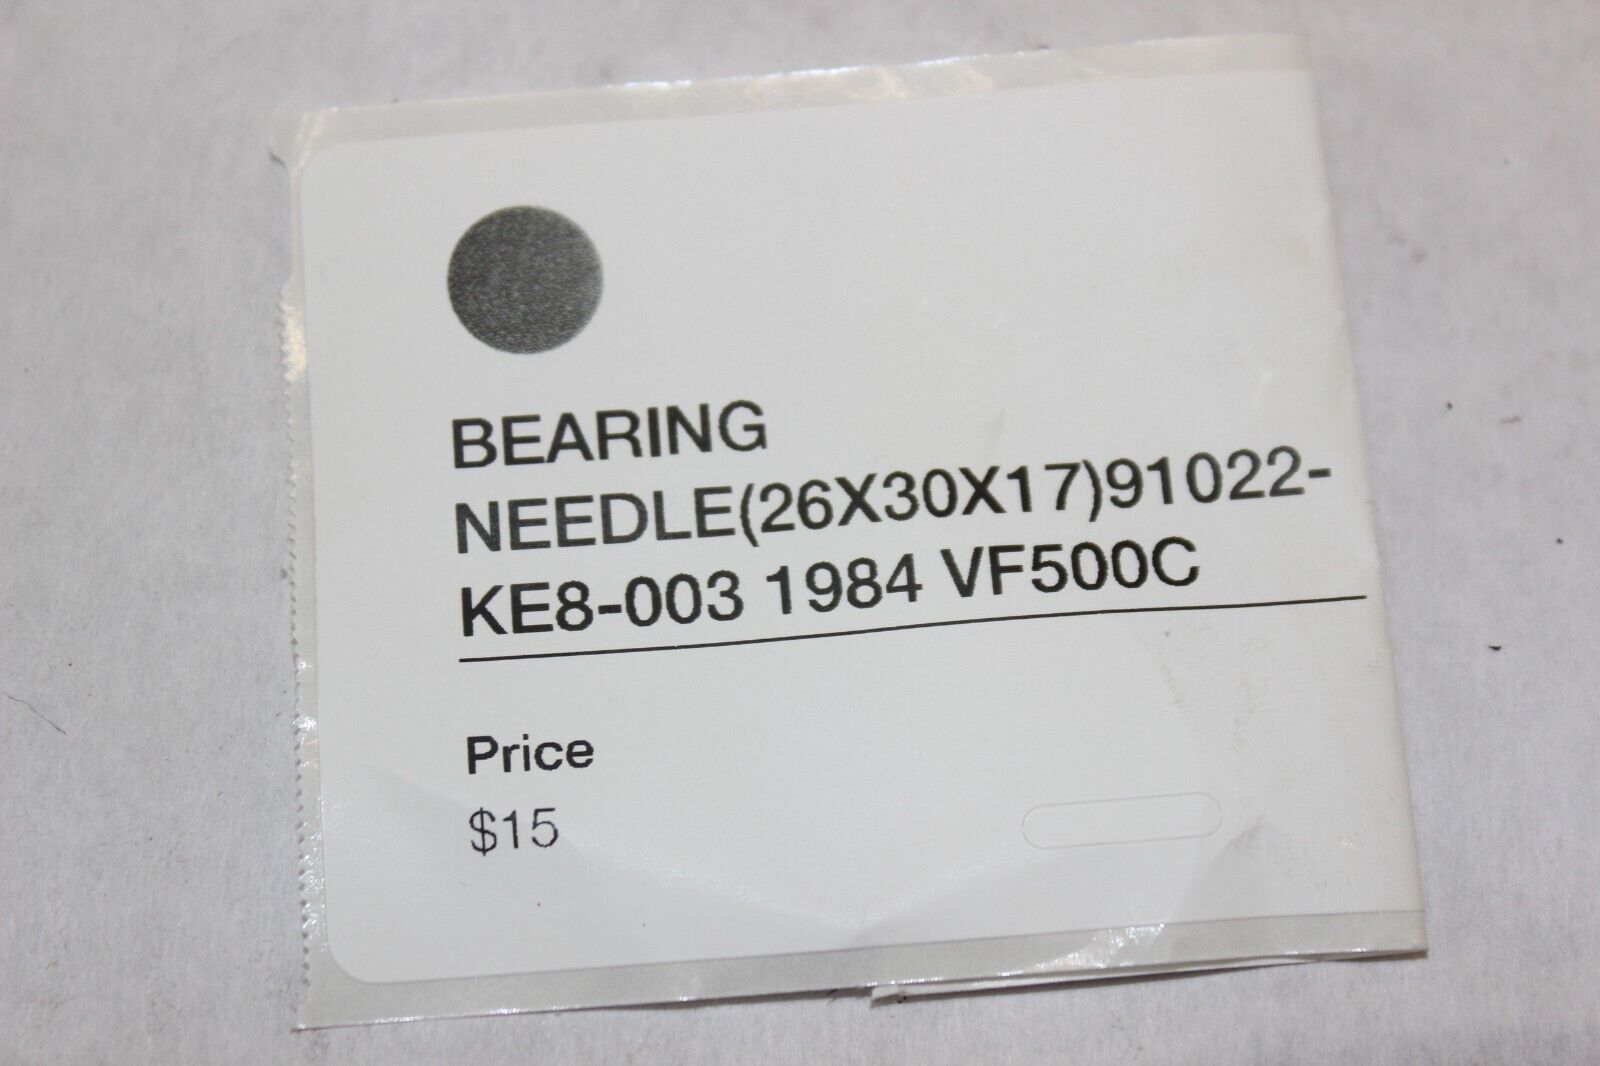 BEARING
NEEDLE(26X30X17)91022-
KE8-003 1984 VF500C
Price
$15